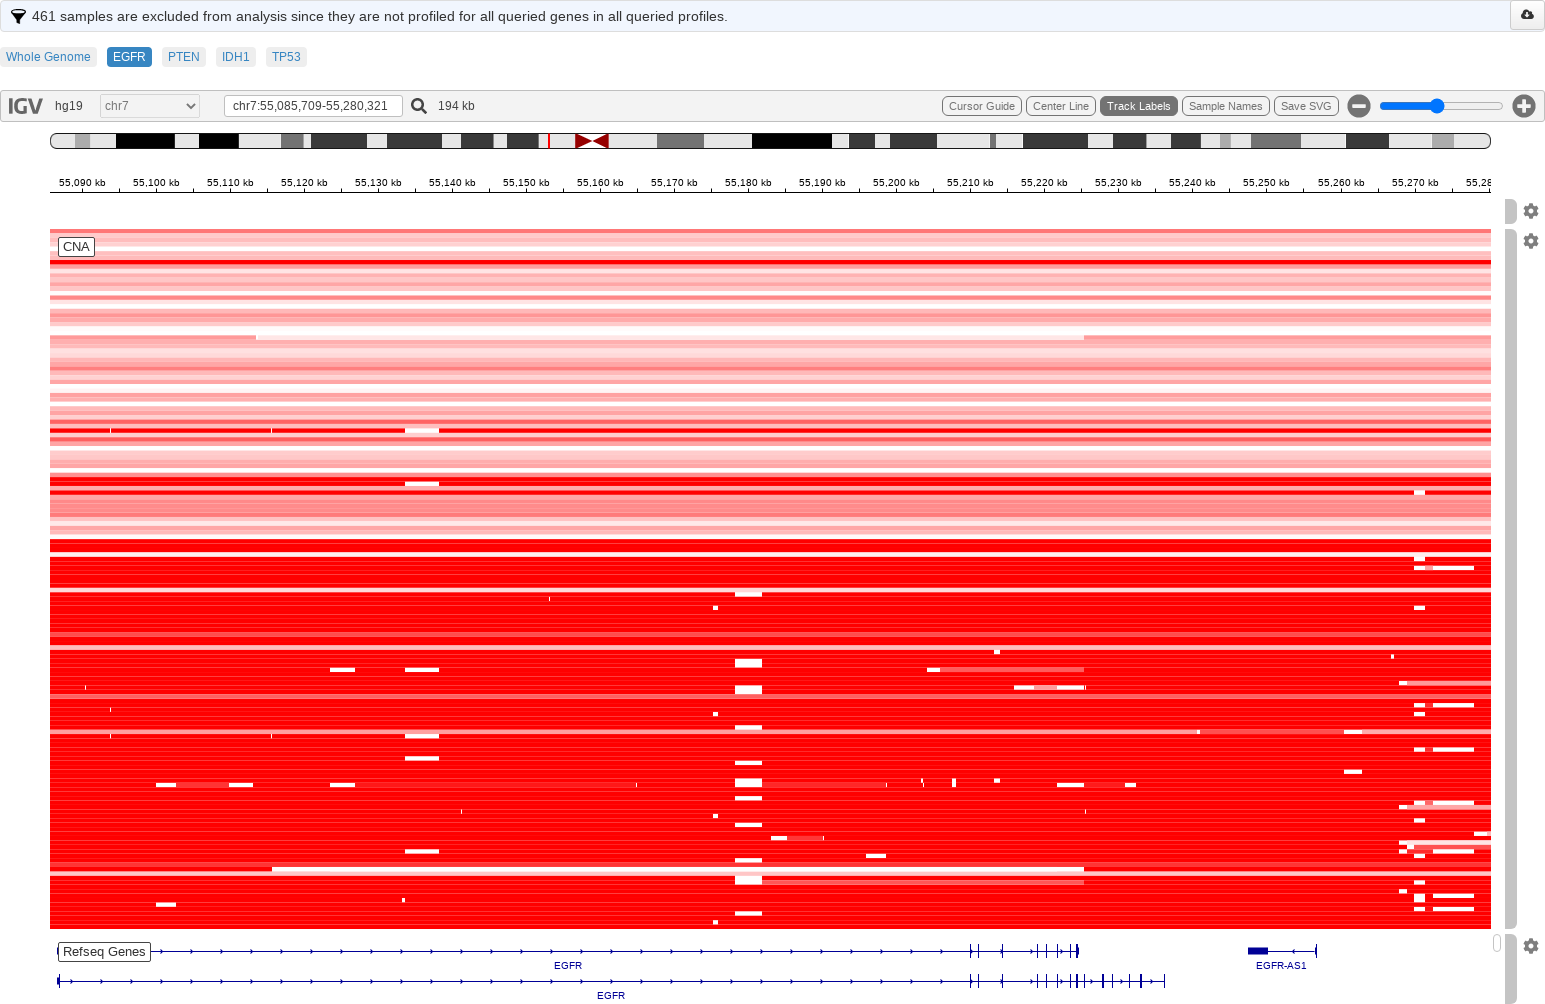 461 samples are excluded from analysis since they are not profiled for all queried genes in all queried profiles.
Whole Genome EGFR PTEN IDH1 TP53
IGV hg19 chr7 chr7:55,085,709-55,280,321 194 kb Cursor Guide Center Line Track Labels Sample Names Save SVG
55,090 kb 55,100 kb 55,110 kb 55,120 kb 55,130 kb 55,140 kb 55,150 kb 55,160 kb 55,170 kb 55,180 kb 55,190 kb 55,200 kb 55,210 kb 55,220 kb 55,230 kb 55,240 kb 55,250 kb 55,260 kb 55,270 kb 55,28
CNA
Refseq Genes
EGFR EGFR-AS1
EGFR